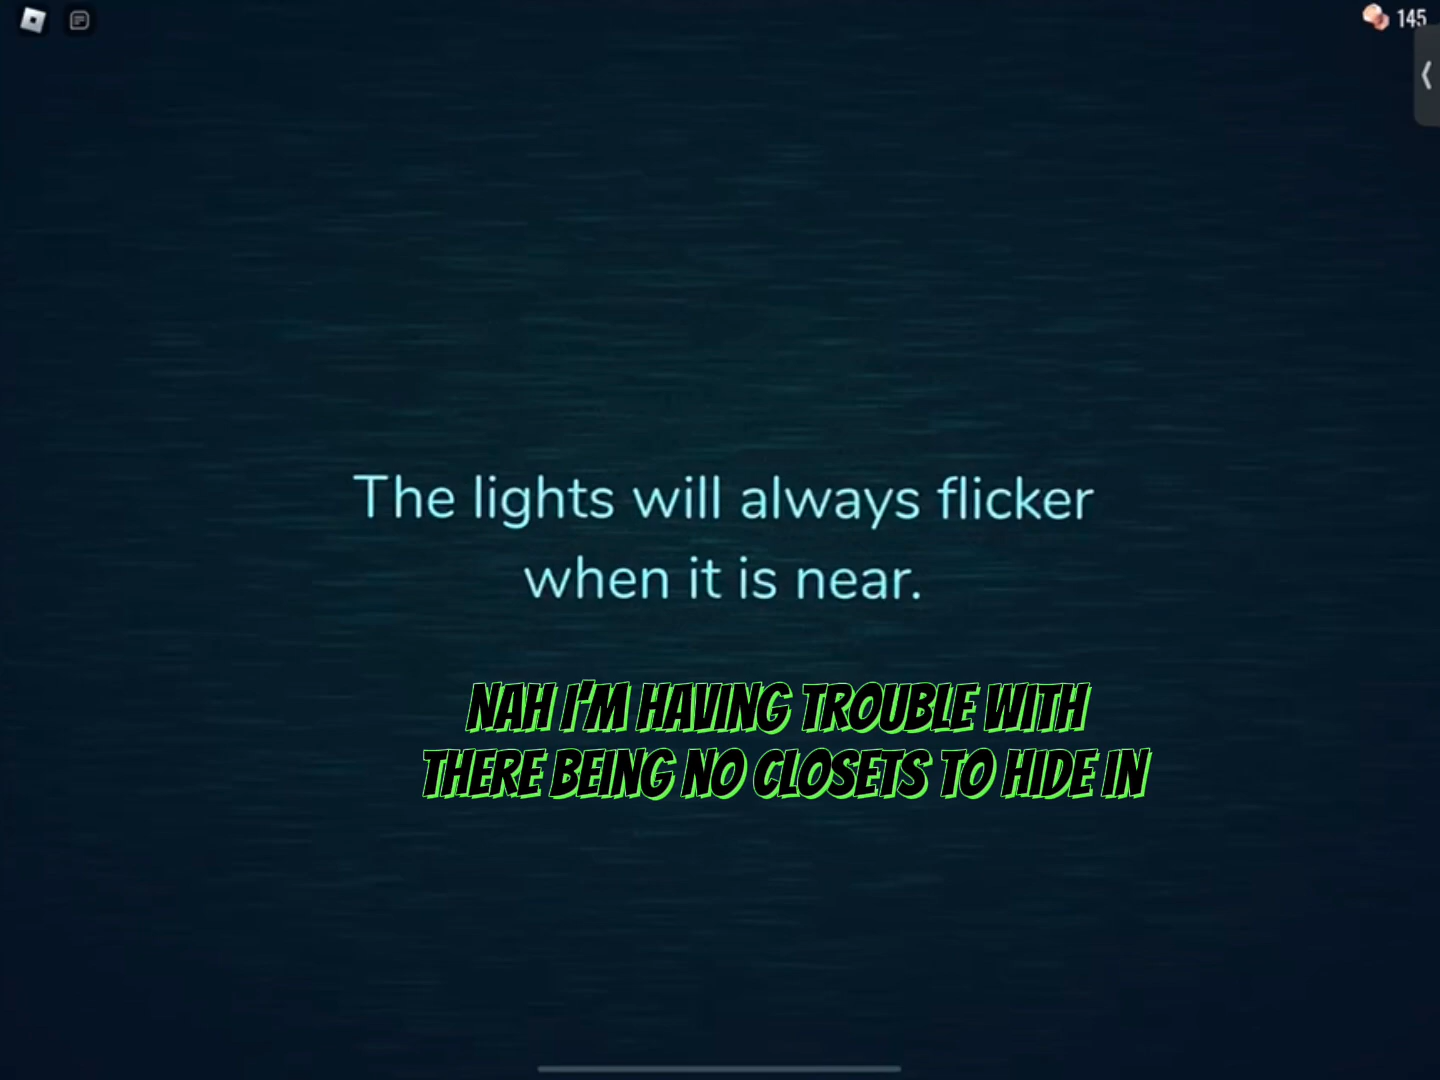 145
The lights will always flicker
when it is near.
NAH I'M HAVING TROUBLE WITH
THERE BEING NO CLOSETS TO HIDE IN